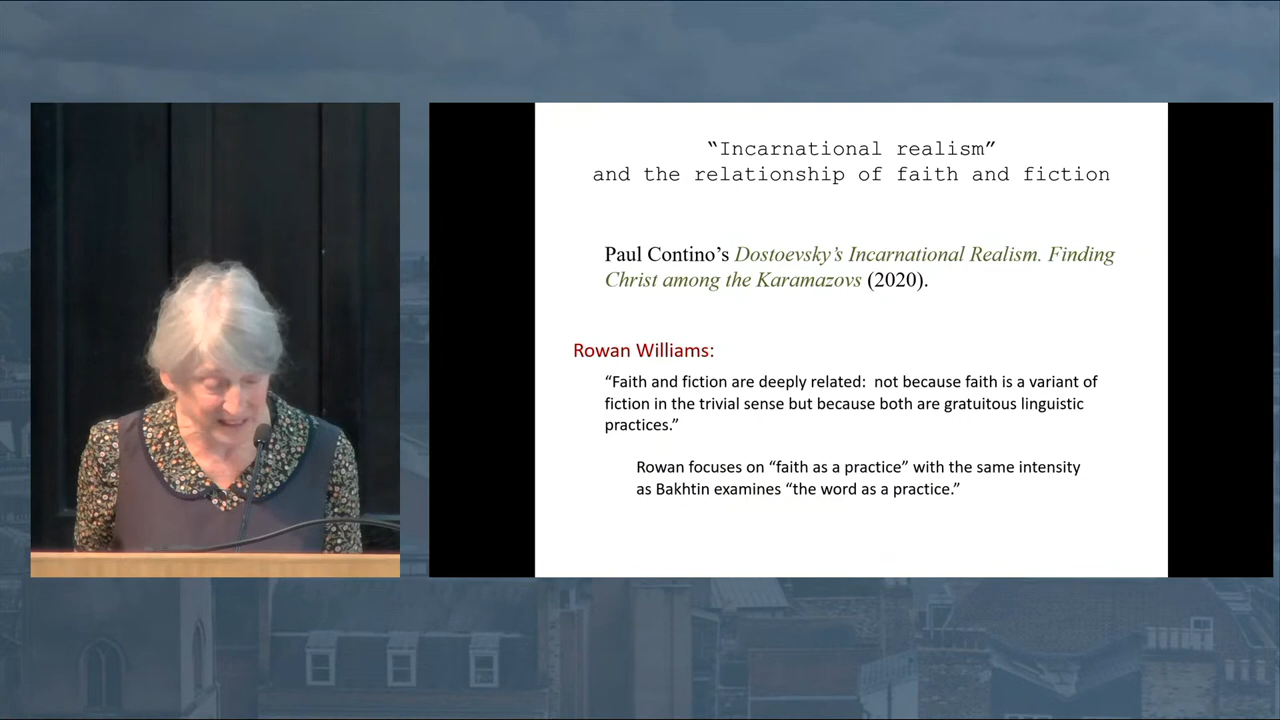 “Incarnational realism”
and the relationship of faith and fiction
Paul Contino’s Dostoevsky’s Incarnational Realism. Finding
Christ among the Karamazovs (2020).
Rowan Williams:
“Faith and fiction are deeply related:  not because faith is a variant of
fiction in the trivial sense but because both are gratuitous linguistic
practices.”
Rowan focuses on “faith as a practice” with the same intensity
as Bakhtin examines “the word as a practice.”